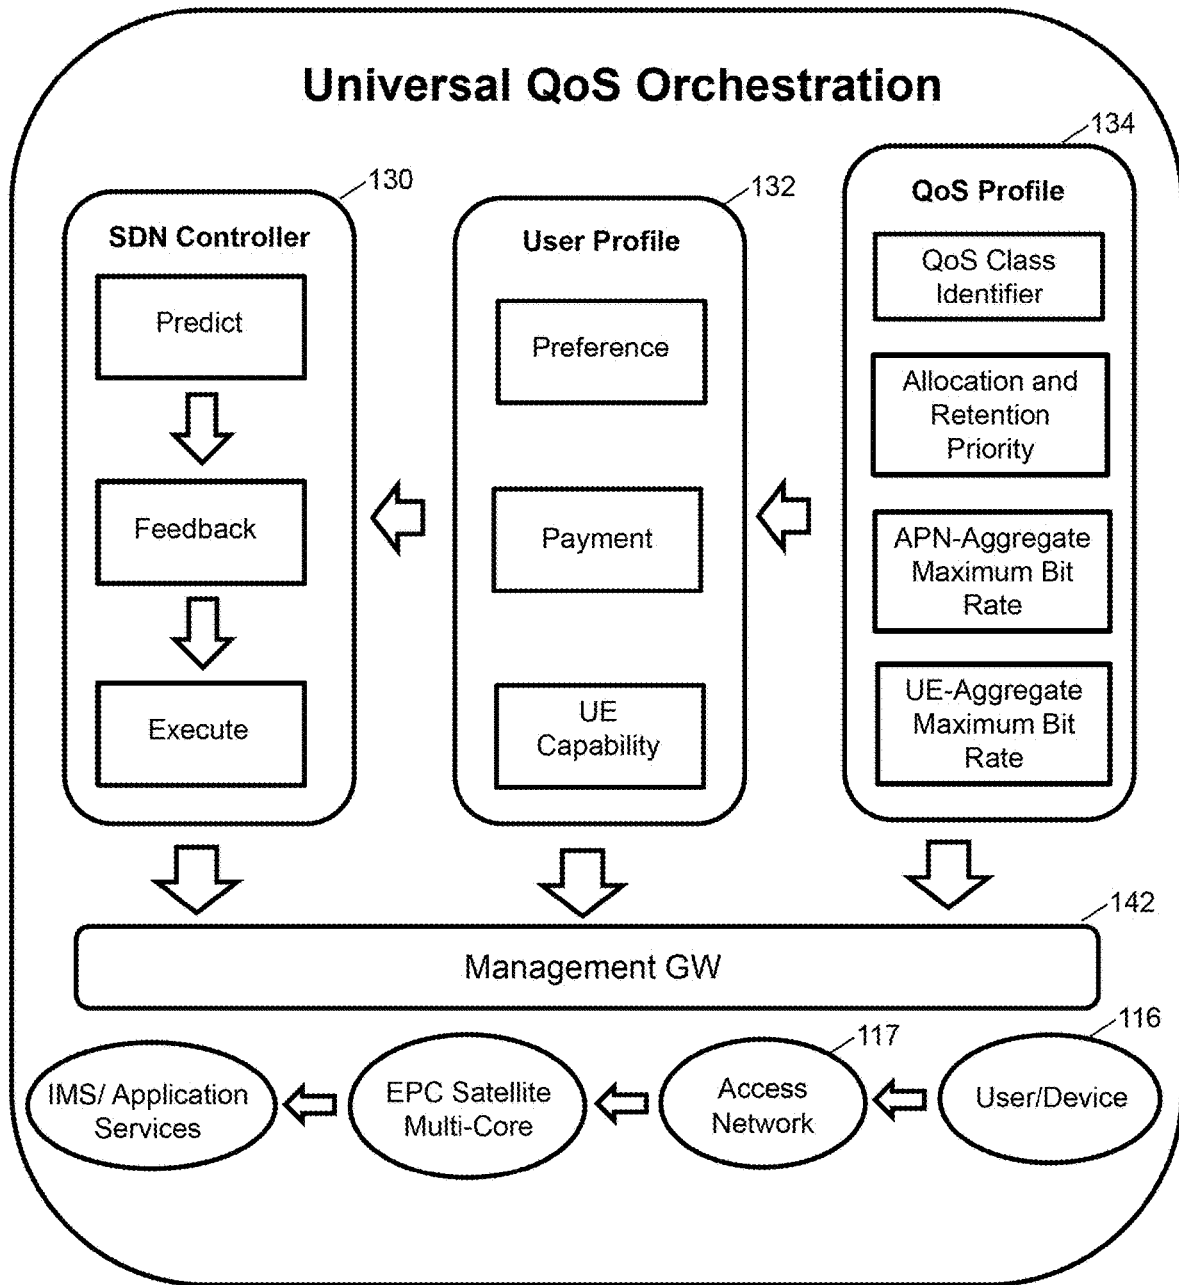 Universal QoS Orchestration
130
SDN Controller
Predict
Feedback
Execute
132
User Profile
Preference
Payment
UE
Capability
134
QoS Profile
QoS Class
Identifier
Allocation and
Retention
Priority
APN-Aggregate
Maximum Bit
Rate
UE-Aggregate
Maximum Bit
Rate
142
Management GW
IMS/ Application
Services
EPC Satellite
Multi-Core
117
Access
Network
116
User/Device